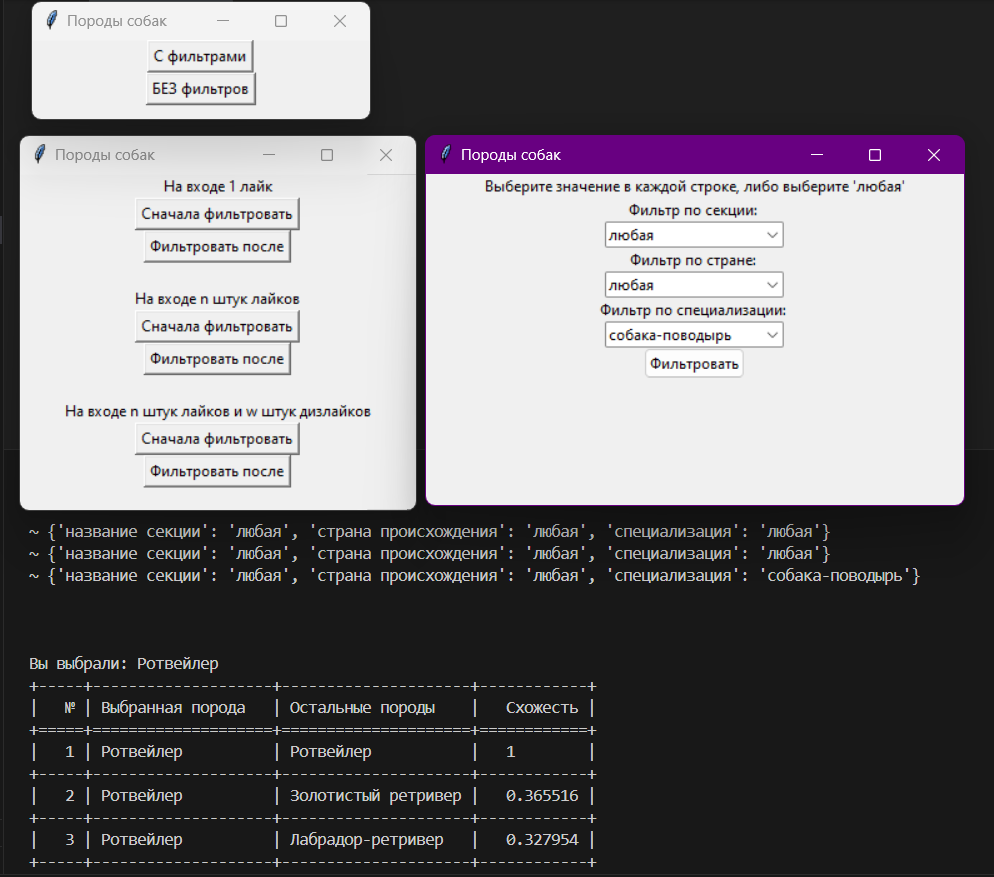 Породы собак
С фильтрами
БЕЗ фильтров
Породы собак
На входе 1 лайк
Сначала фильтровать
Фильтровать после
На входе n штук лайков
Сначала фильтровать
Фильтровать после
На входе n штук лайков и w штук дизлайков
Сначала фильтровать
Фильтровать после
Породы собак
Выберите значение в каждой строке, либо выберите 'любая'
Фильтр по секции:
любая
Фильтр по стране:
любая
Фильтр по специализации:
собака-поводырь
Фильтровать
~ {'название секции': 'любая', 'страна происхождения': 'любая', 'специализация': 'любая'}
~ {'название секции': 'любая', 'страна происхождения': 'любая', 'специализация': 'любая'}
~ {'название секции': 'любая', 'страна происхождения': 'любая', 'специализация': 'собака-поводырь'}
Вы выбрали: Ротвейлер
+-----+--------------------+--------------------+------------+
|   № | Выбранная порода   | Остальные породы   |   Схожесть |
+=====+====================+====================+============+
|   1 | Ротвейлер          | Ротвейлер          |   1        |
+-----+--------------------+--------------------+------------+
|   2 | Ротвейлер          | Золотистый ретривер |   0.365516 |
+-----+--------------------+--------------------+------------+
|   3 | Ротвейлер          | Лабрадор-ретривер  |   0.327954 |
+-----+--------------------+--------------------+------------+